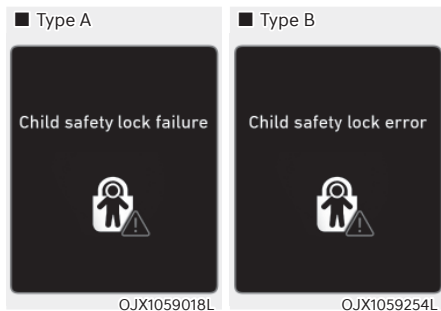 ■ Type A
Child safety lock failure
OJX1059018L
■ Type B
Child safety lock error
OJX1059254L